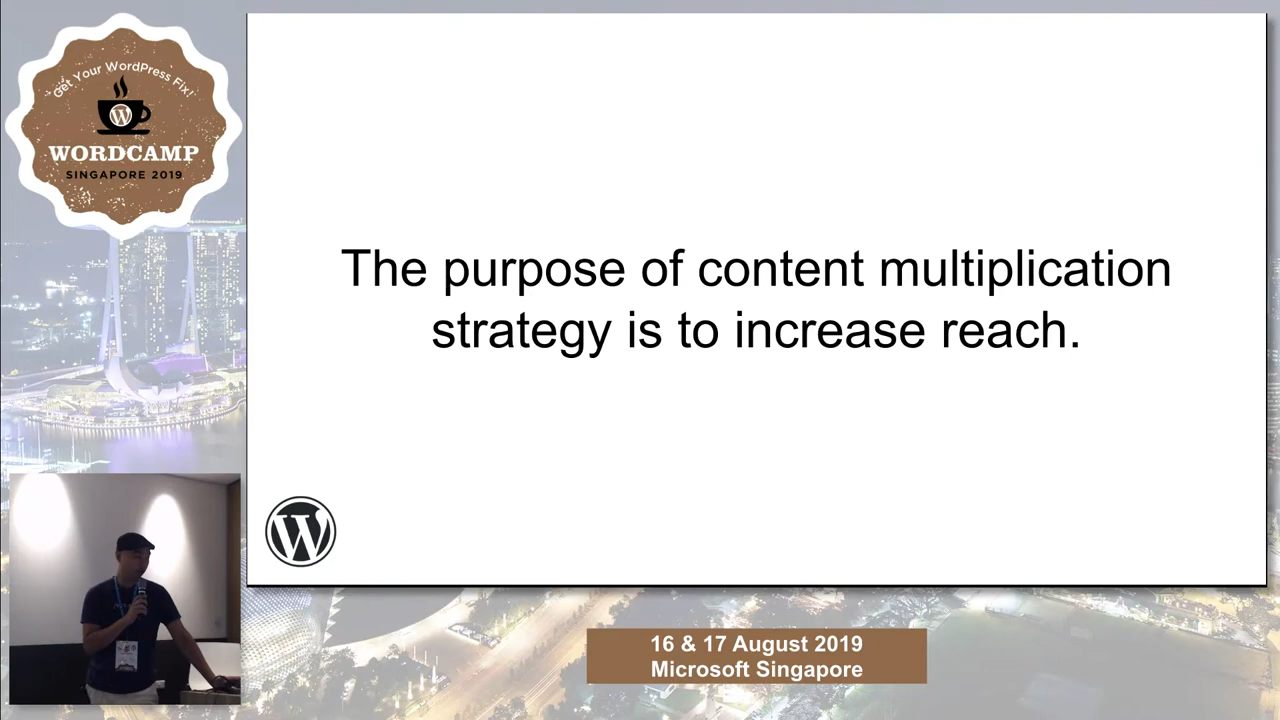 Get Your WordPress Fix!
WORDCAMP
SINGAPORE 2019
The purpose of content multiplication
strategy is to increase reach.
16 & 17 August 2019
Microsoft Singapore